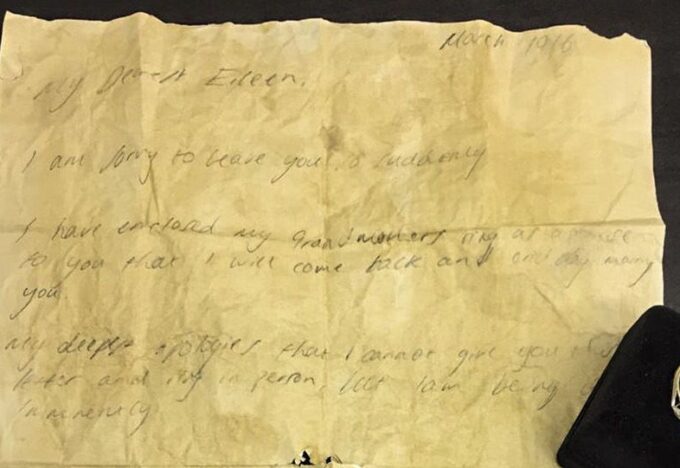 March 1916
My Dearest Eileen,
I am sorry to leave you so suddenly
I have enclosed my Grandmothers ring as a promise
to you that I will come back and one day marry
you.
My deepest apologies that I cannot give you this
letter and ring in person, but I am being
imminently